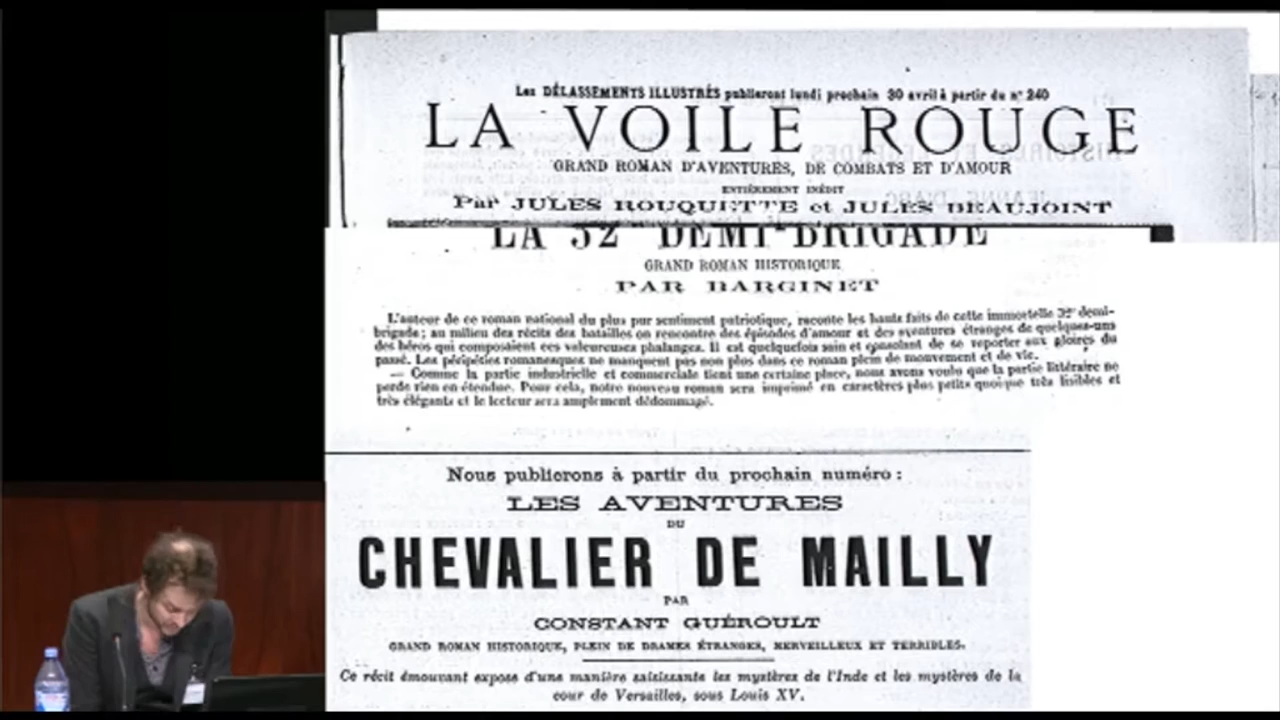 Les DÉLASSEMENTS ILLUSTRÉS publieront lundi prochain 30 avril à partir du n° 240
LA VOILE ROUGE
GRAND ROMAN D'AVENTURES, DE COMBATS ET D'AMOUR
ENTIÈREMENT INÉDIT
Par JULES ROUQUETTE et JULES BEAUJOINT
LA 32 DEMI-BRIGADE
GRAND ROMAN HISTORIQUE
PAR BARGINET
L'auteur de ce roman national du plus pur sentiment patriotique, raconte les hauts faits de cette immortelle 32e demi-
brigade; au milieu des récits des batailles on rencontre des épisodes d'amour et des aventures étranges de quelques-uns
des héros qui composaient ces valeureuses phalanges. Il est quelquefois sain et consolant de se reporter aux gloires du
passé. Les péripéties romanesques ne manquent pas non plus dans ce roman plein de mouvement et de vie.
— Comme la partie industrielle et commerciale tient une certaine place, nous avons voulu que la partie littéraire ne
perde rien en étendue. Pour cela, notre nouveau roman sera imprimé en caractères plus petits quoique très lisibles et
très élégants et le lecteur sera amplement dédommagé.
Nous publierons à partir du prochain numéro :
LES AVENTURES
DU
CHEVALIER DE MAILLY
PAR
CONSTANT GUÉROULT
GRAND ROMAN HISTORIQUE, PLEIN DE DRAMES ÉTRANGES, MERVEILLEUX ET TERRIBLES.
Ce récit émouvant expose d'une manière saisissante les mystères de l'Inde et les mystères de la
cour de Versailles, sous Louis XV.